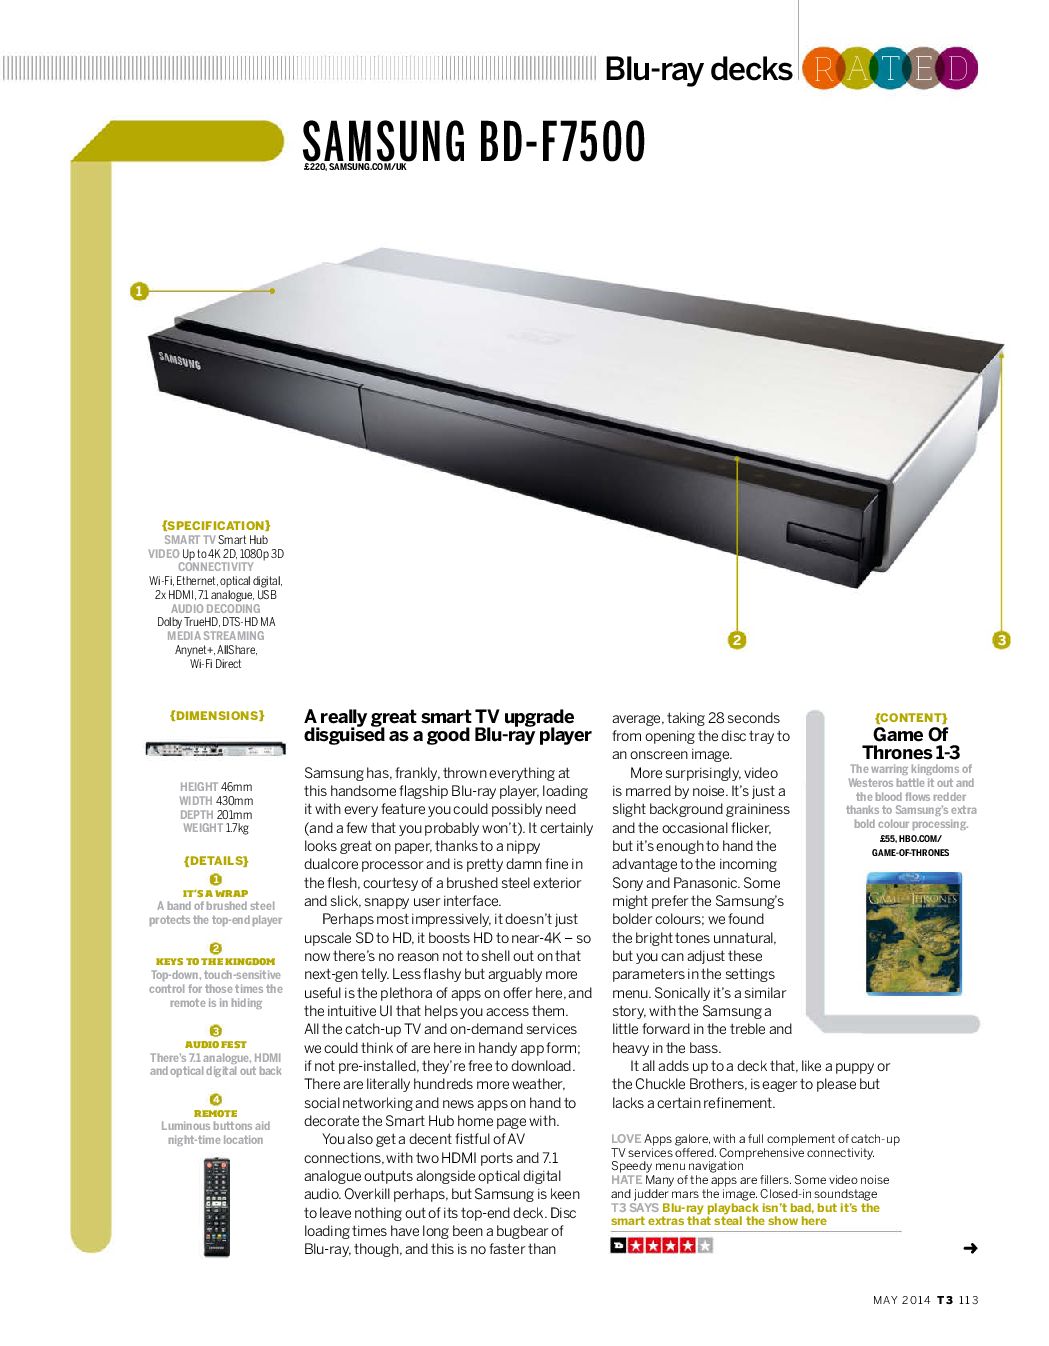 Blu-ray decks RATED
SAMSUNG BD-F7500
£220, SAMSUNG.COM/UK
1
SAMSUNG
2
3
{SPECIFICATION}
SMART TV Smart Hub
VIDEO Up to 4K 2D, 1080p 3D
CONNECTIVITY
Wi-Fi, Ethernet, optical digital,
2x HDMI, 7.1 analogue, USB
AUDIO DECODING
Dolby TrueHD, DTS-HD MA
MEDIA STREAMING
Anynet+, AllShare,
Wi-Fi Direct
{DIMENSIONS}
HEIGHT 46mm
WIDTH 430mm
DEPTH 201mm
WEIGHT 1.7kg
{DETAILS}
1
IT'S A WRAP
A band of brushed steel
protects the top-end player
2
KEYS TO THE KINGDOM
Top-down, touch-sensitive
control for those times the
remote is in hiding
3
AUDIO FEST
There's 7.1 analogue, HDMI
and optical digital out back
4
REMOTE
Luminous buttons aid
night-time location
A really great smart TV upgrade
disguised as a good Blu-ray player
Samsung has, frankly, thrown everything at
this handsome flagship Blu-ray player, loading
it with every feature you could possibly need
(and a few that you probably won't). It certainly
looks great on paper, thanks to a nippy
dualcore processor and is pretty damn fine in
the flesh, courtesy of a brushed steel exterior
and slick, snappy user interface.
Perhaps most impressively, it doesn't just
upscale SD to HD, it boosts HD to near-4K – so
now there's no reason not to shell out on that
next-gen telly. Less flashy but arguably more
useful is the plethora of apps on offer here, and
the intuitive UI that helps you access them.
All the catch-up TV and on-demand services
we could think of are here in handy app form;
if not pre-installed, they're free to download.
There are literally hundreds more weather,
social networking and news apps on hand to
decorate the Smart Hub home page with.
You also get a decent fistful of AV
connections, with two HDMI ports and 7.1
analogue outputs alongside optical digital
audio. Overkill perhaps, but Samsung is keen
to leave nothing out of its top-end deck. Disc
loading times have long been a bugbear of
Blu-ray, though, and this is no faster than
average, taking 28 seconds
from opening the disc tray to
an onscreen image.
More surprisingly, video
is marred by noise. It's just a
slight background graininess
and the occasional flicker,
but it's enough to hand the
advantage to the incoming
Sony and Panasonic. Some
might prefer the Samsung's
bolder colours; we found
the bright tones unnatural,
but you can adjust these
parameters in the settings
menu. Sonically it's a similar
story, with the Samsung a
little forward in the treble and
heavy in the bass.
It all adds up to a deck that, like a puppy or
the Chuckle Brothers, is eager to please but
lacks a certain refinement.
LOVE Apps galore, with a full complement of catch-up
TV services offered. Comprehensive connectivity.
Speedy menu navigation
HATE Many of the apps are fillers. Some video noise
and judder mars the image. Closed-in soundstage
T3 SAYS Blu-ray playback isn't bad, but it's the
smart extras that steal the show here
T3
{CONTENT}
Game Of
Thrones 1-3
The warring kingdoms of
Westeros battle it out and
the blood flows redder
thanks to Samsung's extra
bold colour processing.
£55, HBO.COM/
GAME-OF-THRONES
GAME OF THRONES
MAY 2014 T3 113